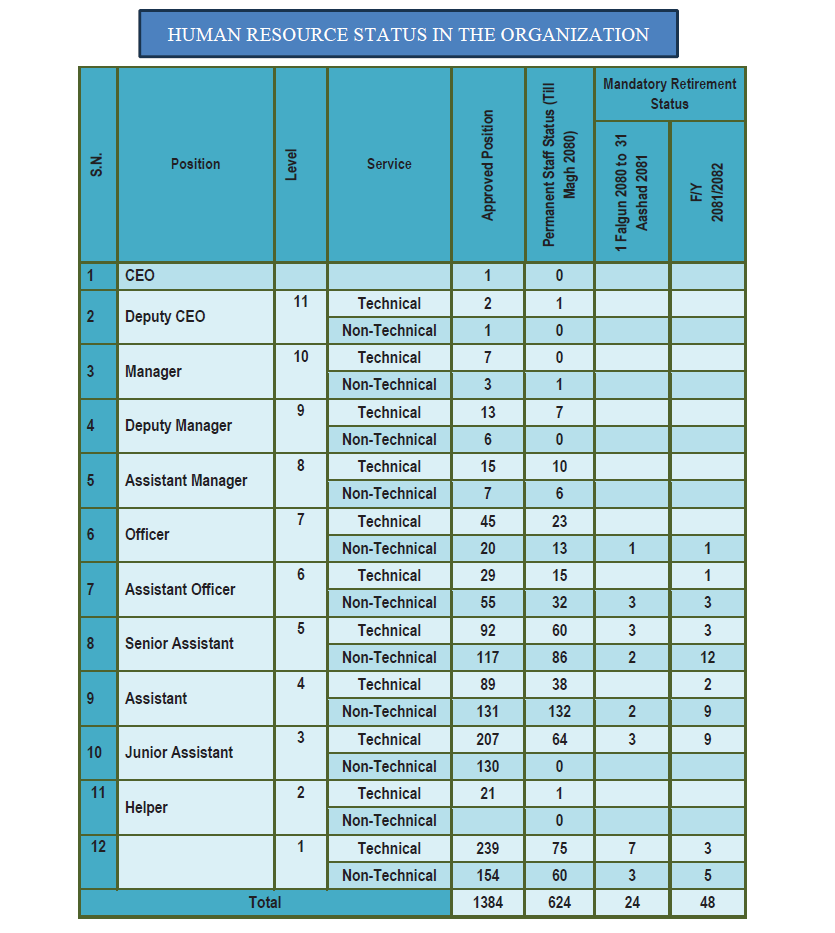 HUMAN RESOURCE STATUS IN THE ORGANIZATION
S.N. Position Level Service Approved Position Permanent Staff Status (Till Magh 2080) Mandatory Retirement Status
1 Falgun 2080 to 31 Aashad 2081 F/Y 2081/2082
1 CEO 1 0
2 Deputy CEO 11 Technical 2 1
Non-Technical 1 0
3 Manager 10 Technical 7 0
Non-Technical 3 1
4 Deputy Manager 9 Technical 13 7
Non-Technical 6 0
5 Assistant Manager 8 Technical 15 10
Non-Technical 7 6
6 Officer 7 Technical 45 23
Non-Technical 20 13 1 1
7 Assistant Officer 6 Technical 29 15 1
Non-Technical 55 32 3 3
8 Senior Assistant 5 Technical 92 60 3 3
Non-Technical 117 86 2 12
9 Assistant 4 Technical 89 38 2
Non-Technical 131 132 2 9
10 Junior Assistant 3 Technical 207 64 3 9
Non-Technical 130 0
11 Helper 2 Technical 21 1
Non-Technical 0
12 1 Technical 239 75 7 3
Non-Technical 154 60 3 5
Total 1384 624 24 48